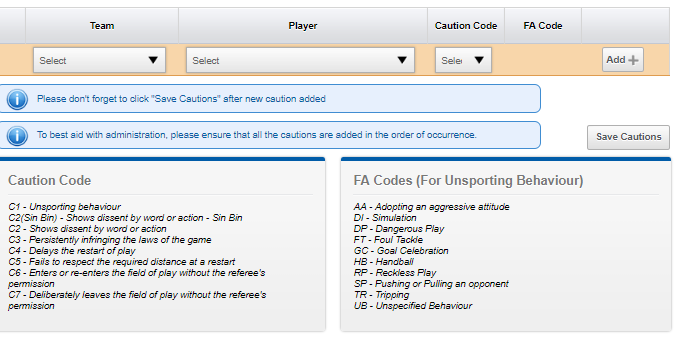 Team Player Caution Code FA Code
Select Select Sele Add
Please don't forget to click "Save Cautions" after new caution added
To best aid with administration, please ensure that all the cautions are added in the order of occurrence.
Save Cautions
Caution Code
C1 - Unsporting behaviour
C2(Sin Bin) - Shows dissent by word or action - Sin Bin
C2 - Shows dissent by word or action
C3 - Persistently infringing the laws of the game
C4 - Delays the restart of play
C5 - Fails to respect the required distance at a restart
C6 - Enters or re-enters the field of play without the referee's
permission
C7 - Deliberately leaves the field of play without the referee's
permission
FA Codes (For Unsporting Behaviour)
AA - Adopting an aggressive attitude
DI - Simulation
DP - Dangerous Play
FT - Foul Tackle
GC - Goal Celebration
HB - Handball
RP - Reckless Play
SP - Pushing or Pulling an opponent
TR - Tripping
UB - Unspecified Behaviour